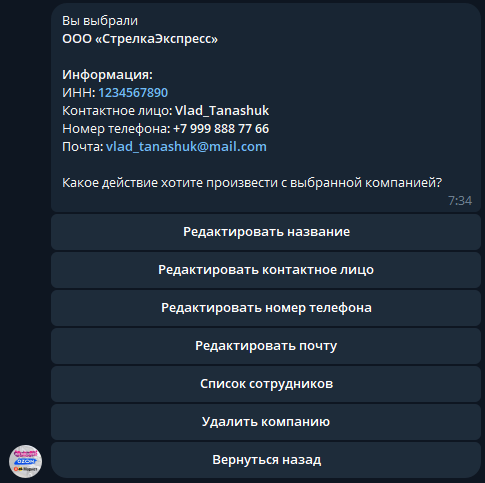 Вы выбрали
ООО «СтрелкаЭкспресс»
Информация:
ИНН: 1234567890
Контактное лицо: Vlad_Tanashuk
Номер телефона: +7 999 888 77 66
Почта: vlad_tanashuk@mail.com
Какое действие хотите произвести с выбранной компанией?
7:34
Редактировать название
Редактировать контактное лицо
Редактировать номер телефона
Редактировать почту
Список сотрудников
Удалить компанию
Вернуться назад